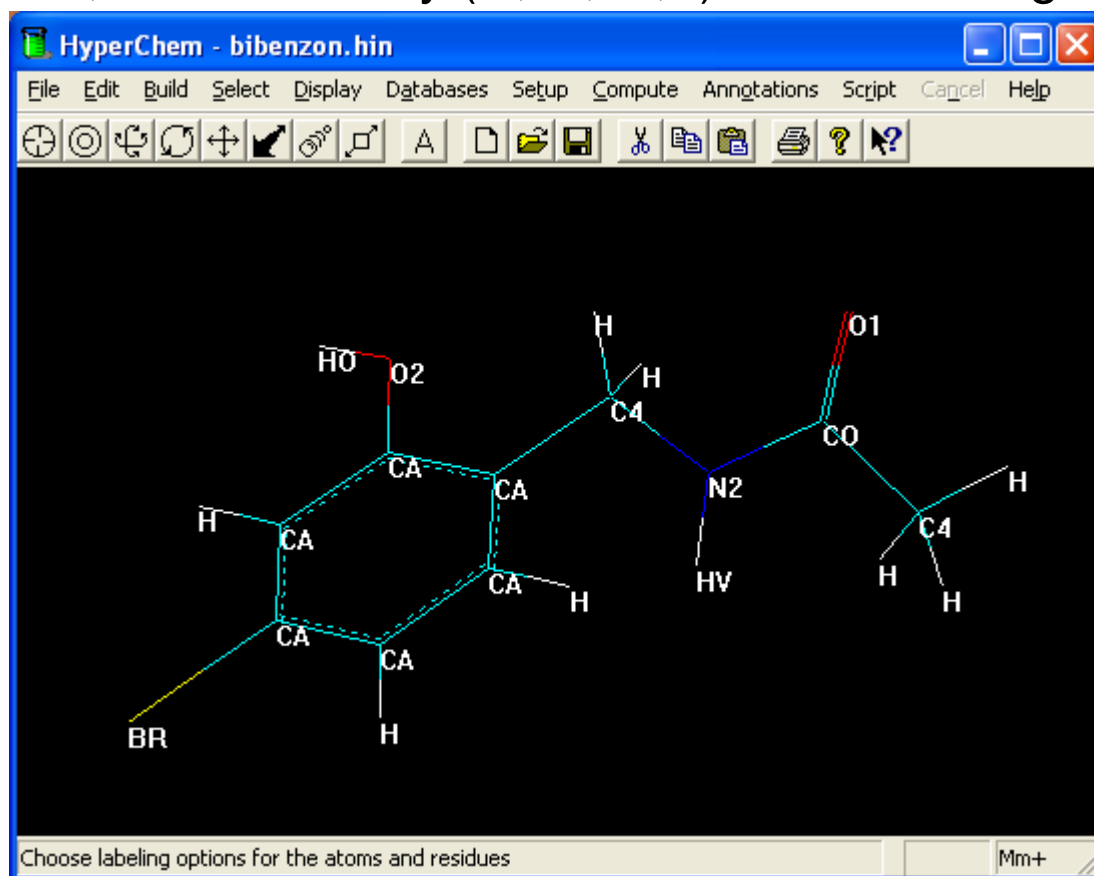 HyperChem - bibenzon.hin
File Edit Build Select Display Databases Setup Compute Annotations Script Cancel Help
A
H O1
HO O2 H
C4 CO
CA CA N2 H
H CA C4
CA H HV H H
CA CA
BR H
Choose labeling options for the atoms and residues Mm+